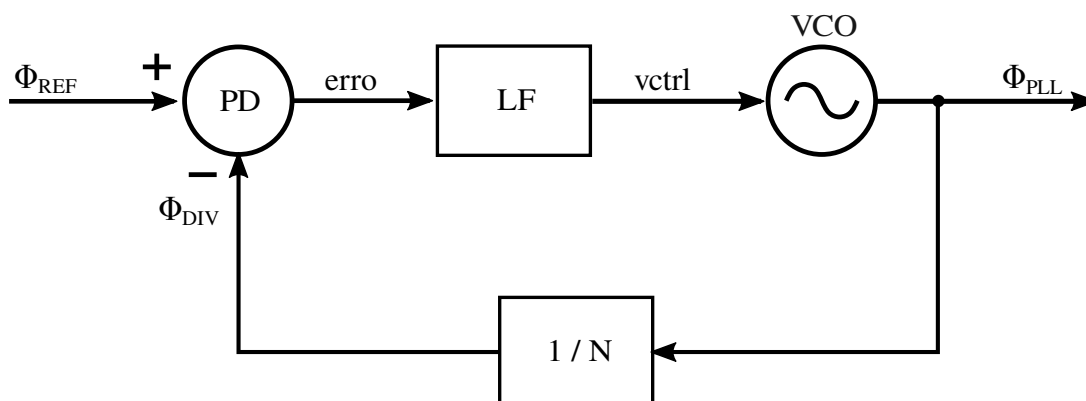 VCO
Φ_REF
+
PD
erro
LF
vctrl
Φ_PLL
−
Φ_DIV
1 / N